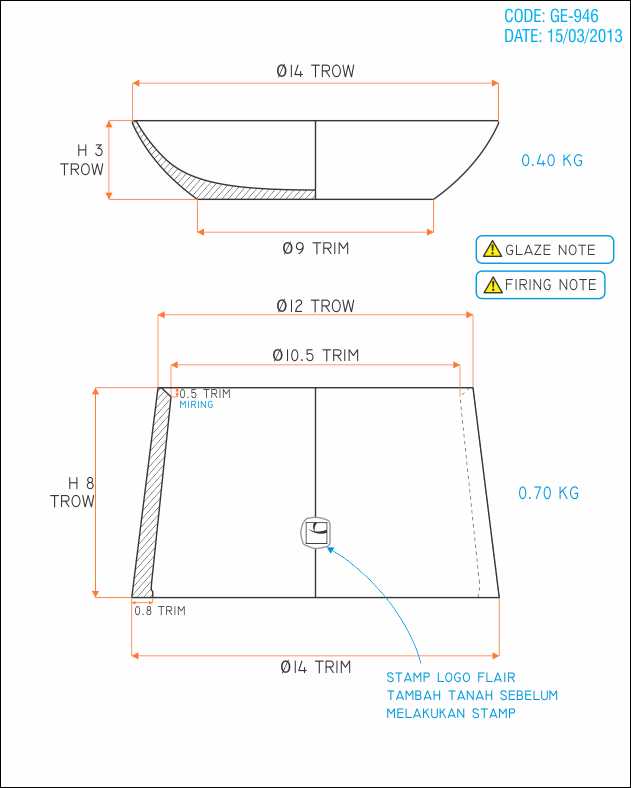 CODE: GE-946
DATE: 15/03/2013
Ø14 TROW
H 3
TROW
0.40 KG
Ø9 TRIM
GLAZE NOTE
FIRING NOTE
Ø12 TROW
Ø10.5 TRIM
0.5 TRIM
MIRING
H 8
TROW
0.70 KG
0.8 TRIM
Ø14 TRIM
STAMP LOGO FLAIR
TAMBAH TANAH SEBELUM
MELAKUKAN STAMP